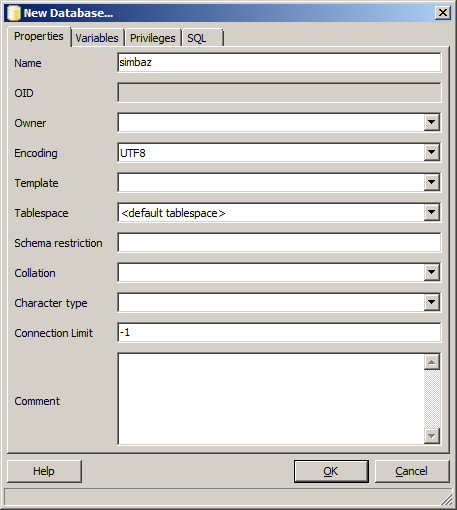 New Database...
Properties Variables Privileges SQL
Name simbaz
OID
Owner
Encoding UTF8
Template
Tablespace <default tablespace>
Schema restriction
Collation
Character type
Connection Limit -1
Comment
Help OK Cancel